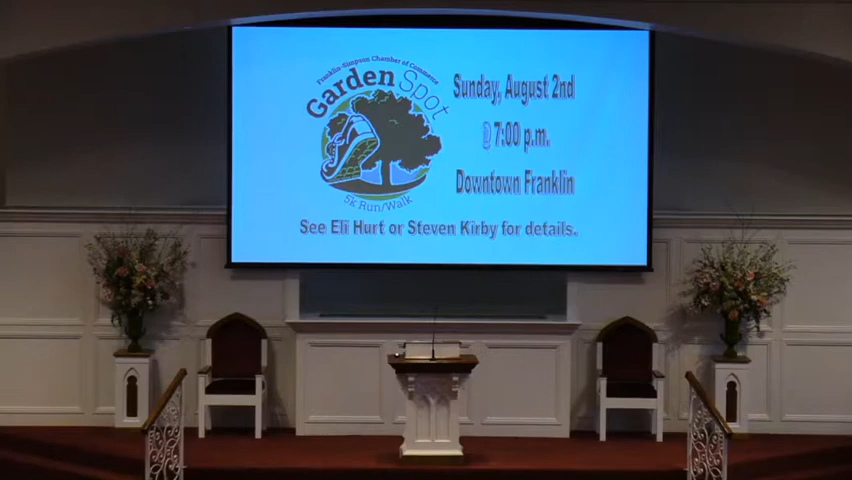 Franklin-Simpson Chamber of Commerce
Garden Spot
5k Run/Walk
Sunday, August 2nd
@ 7:00 p.m.
Downtown Franklin
See Eli Hurt or Steven Kirby for details.